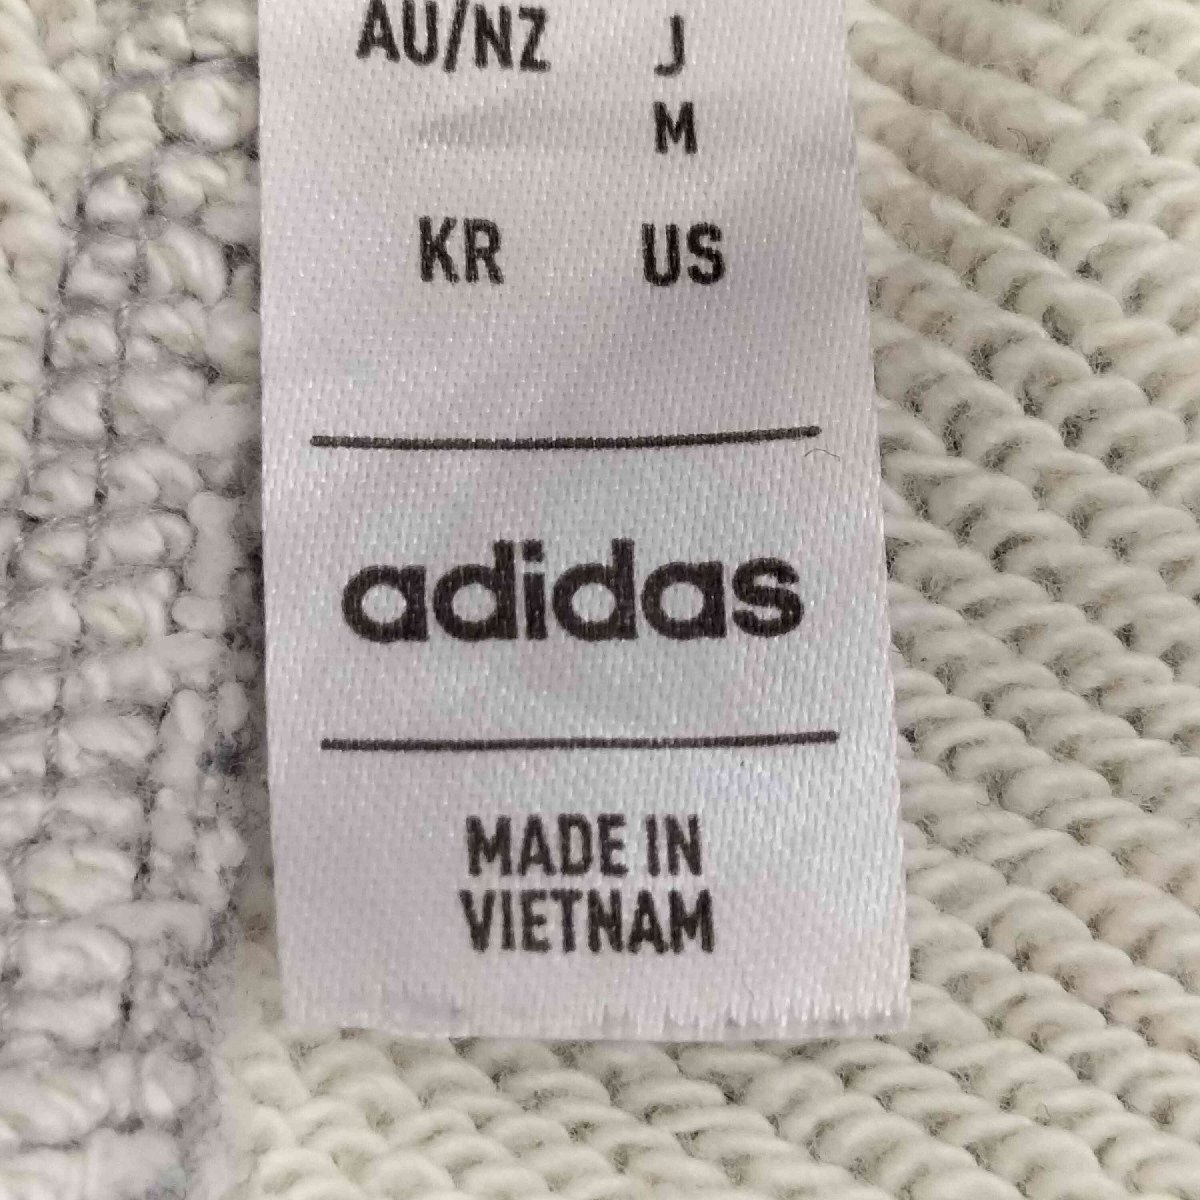 AU/NZ J
M
KR US
adidas
MADE IN
VIETNAM